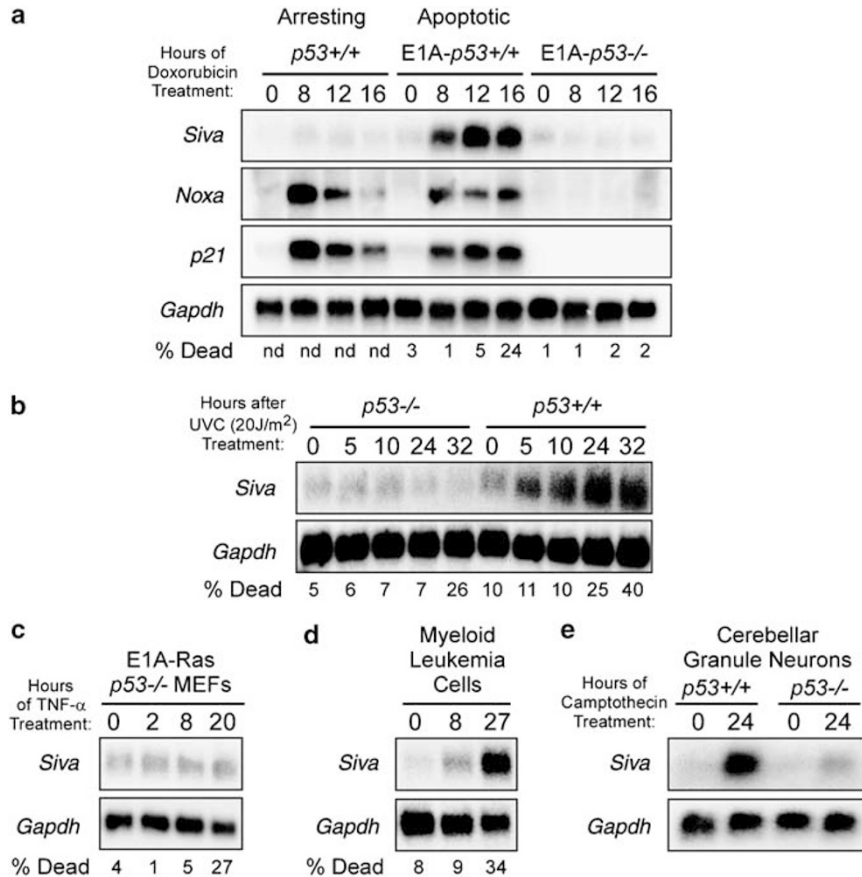 a
Arresting Apoptotic
Hours of
Doxorubicin
Treatment:
p53+/+ E1A-p53+/+ E1A-p53-/-
0 8 12 16 0 8 12 16 0 8 12 16
Siva
Noxa
p21
Gapdh
% Dead nd nd nd nd 3 1 5 24 1 1 2 2
b
Hours after
UVC (20J/m²)
Treatment:
p53-/- p53+/+
0 5 10 24 32 0 5 10 24 32
Siva
Gapdh
% Dead 5 6 7 7 26 10 11 10 25 40
c
E1A-Ras
p53-/- MEFs
Hours
of TNF-α
Treatment:
0 2 8 20
Siva
Gapdh
% Dead 4 1 5 27
d
Myeloid
Leukemia
Cells
0 8 27
Siva
Gapdh
% Dead 8 9 34
e
Cerebellar
Granule Neurons
Hours of
Camptothecin
Treatment:
p53+/+ p53-/-
0 24 0 24
Siva
Gapdh